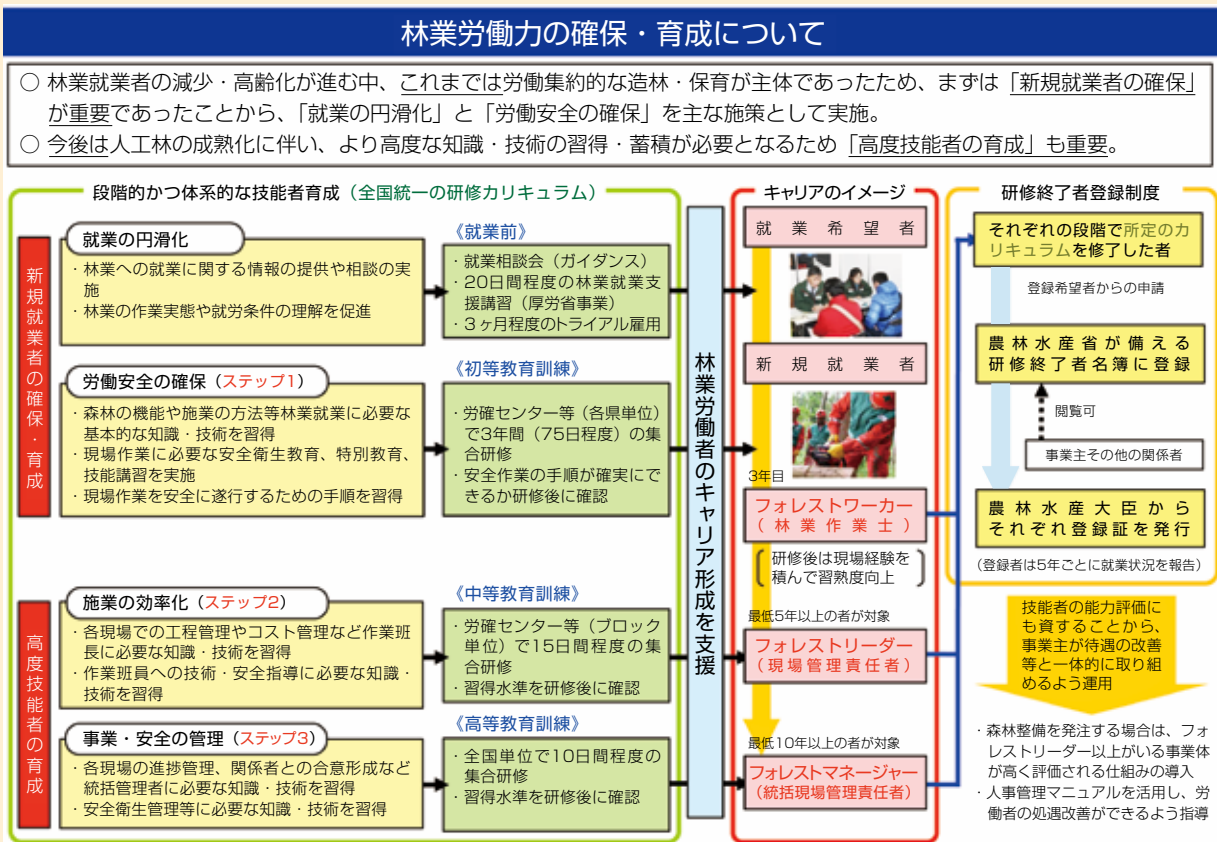 林業労働力の確保・育成について
○ 林業就業者の減少・高齢化が進む中、これまでは労働集約的な造林・保育が主体であったため、まずは「新規就業者の確保」
が重要であったことから、「就業の円滑化」と「労働安全の確保」を主な施策として実施。
○ 今後は人工林の成熟化に伴い、より高度な知識・技術の習得・蓄積が必要となるため「高度技能者の育成」も重要。
段階的かつ体系的な技能者育成（全国統一の研修カリキュラム）
新規就業者の確保・育成
就業の円滑化
・林業への就業に関する情報の提供や相談の実
施
・林業の作業実態や就労条件の理解を促進
《就業前》
・就業相談会（ガイダンス）
・20日間程度の林業就業支
援講習（厚労省事業）
・３ヶ月程度のトライアル雇用
労働安全の確保（ステップ1）
・森林の機能や施業の方法等林業就業に必要な
基本的な知識・技術を習得
・現場作業に必要な安全衛生教育、特別教育、
技能講習を実施
・現場作業を安全に遂行するための手順を習得
《初等教育訓練》
・労確センター等（各県単位）
で3年間（75日程度）の集
合研修
・安全作業の手順が確実にで
きるか研修後に確認
高度技能者の育成
施業の効率化（ステップ2）
・各現場での工程管理やコスト管理など作業班
長に必要な知識・技術を習得
・作業班員への技術・安全指導に必要な知識・
技術を習得
《中等教育訓練》
・労確センター等（ブロック
単位）で15日間程度の集
合研修
・習得水準を研修後に確認
事業・安全の管理（ステップ3）
・各現場の進捗管理、関係者との合意形成など
統括管理者に必要な知識・技術を習得
・安全衛生管理等に必要な知識・技術を習得
《高等教育訓練》
・全国単位で10日間程度の
集合研修
・習得水準を研修後に確認
林業労働者のキャリア形成を支援
キャリアのイメージ
就業希望者
新規就業者
3年目
フォレストワーカー
（林業作業士）
研修後は現場経験を
積んで習熟度向上
最低5年以上の者が対象
フォレストリーダー
（現場管理責任者）
最低10年以上の者が対象
フォレストマネージャー
（統括現場管理責任者）
研修終了者登録制度
それぞれの段階で所定のカ
リキュラムを修了した者
登録希望者からの申請
農林水産省が備える
研修終了者名簿に登録
閲覧可
事業主その他の関係者
農林水産大臣から
それぞれ登録証を発行
（登録者は5年ごとに就業状況を報告）
技能者の能力評価に
も資することから、
事業主が待遇の改善
等と一体的に取り組
めるよう運用
・森林整備を発注する場合は、フォ
レストリーダー以上がいる事業体
が高く評価される仕組みの導入
・人事管理マニュアルを活用し、労
働者の処遇改善ができるよう指導